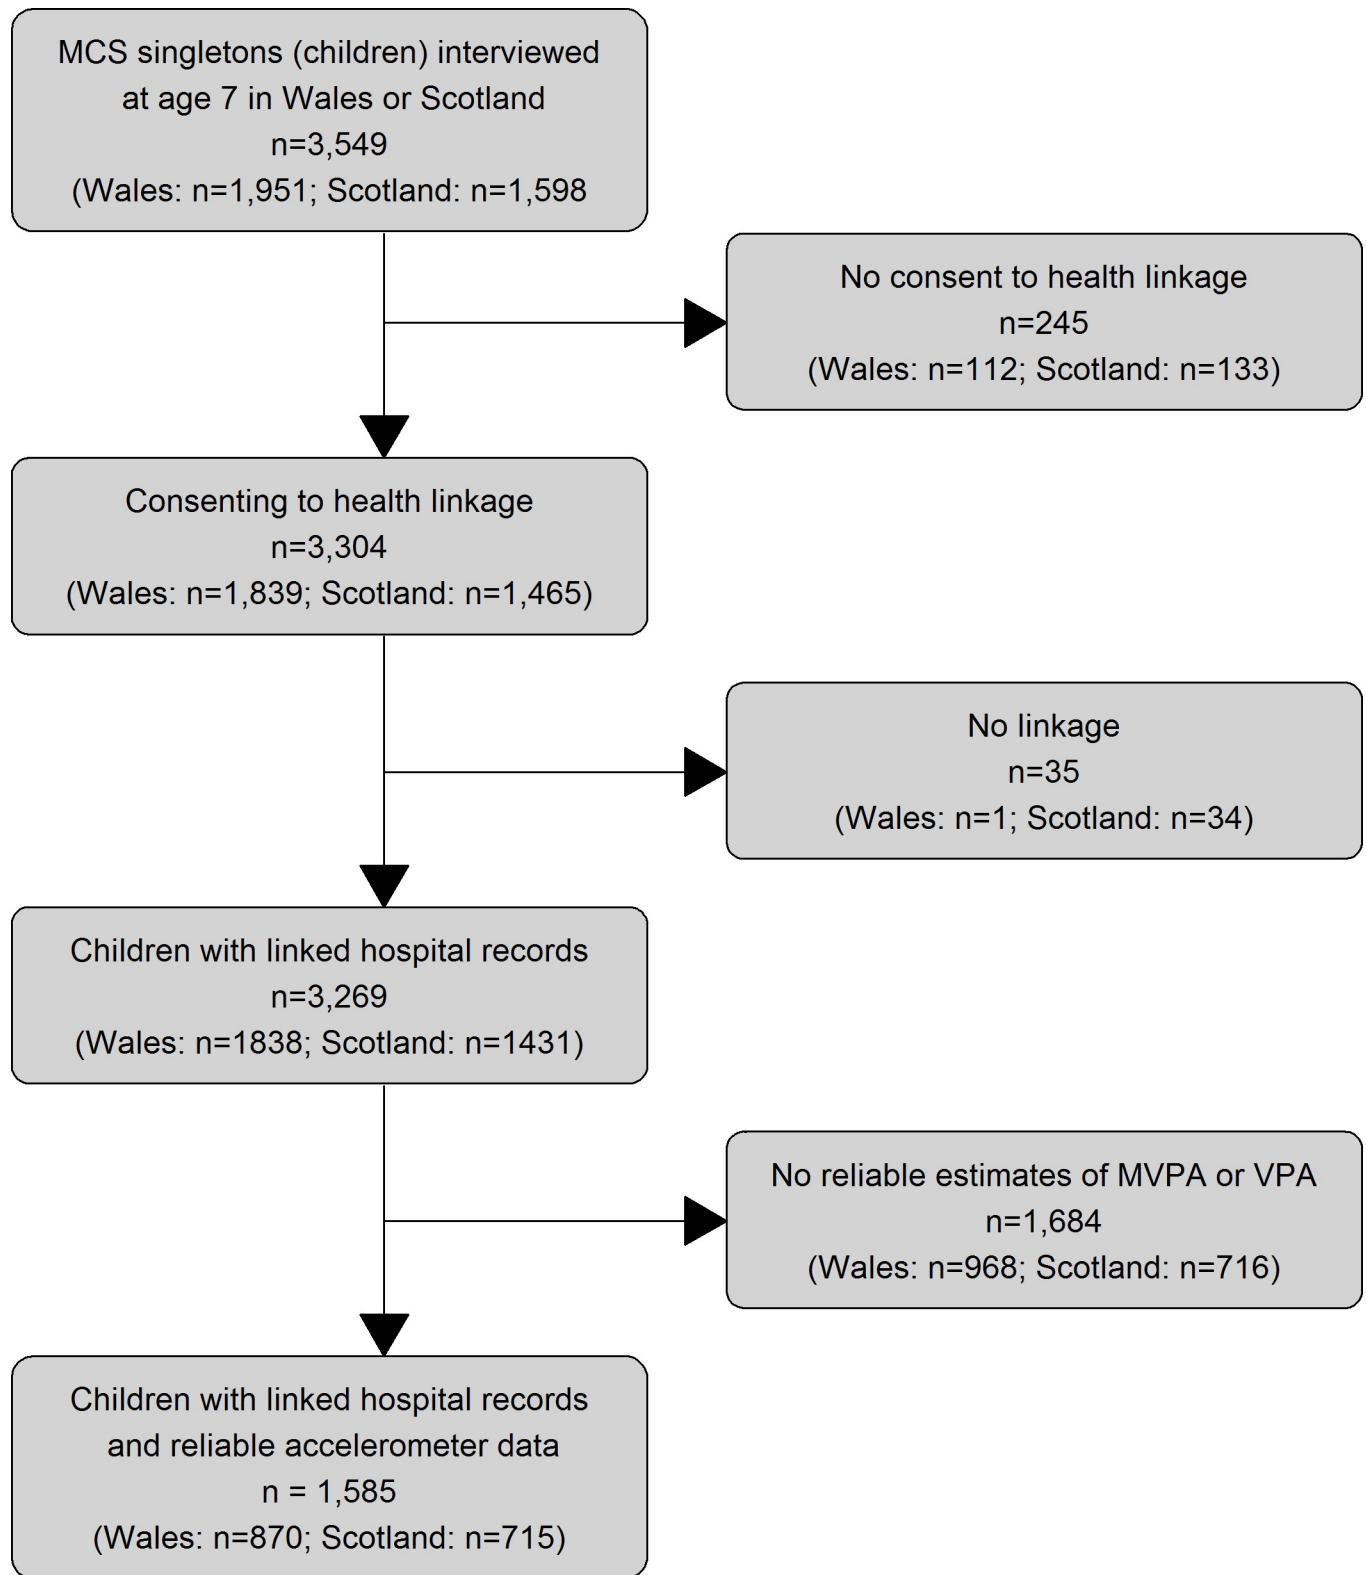 MCS singletons (children) interviewed
at age 7 in Wales or Scotland
n=3,549
(Wales: n=1,951; Scotland: n=1,598
No consent to health linkage
n=245
(Wales: n=112; Scotland: n=133)
Consenting to health linkage
n=3,304
(Wales: n=1,839; Scotland: n=1,465)
No linkage
n=35
(Wales: n=1; Scotland: n=34)
Children with linked hospital records
n=3,269
(Wales: n=1838; Scotland: n=1431)
No reliable estimates of MVPA or VPA
n=1,684
(Wales: n=968; Scotland: n=716)
Children with linked hospital records
and reliable accelerometer data
n = 1,585
(Wales: n=870; Scotland: n=715)